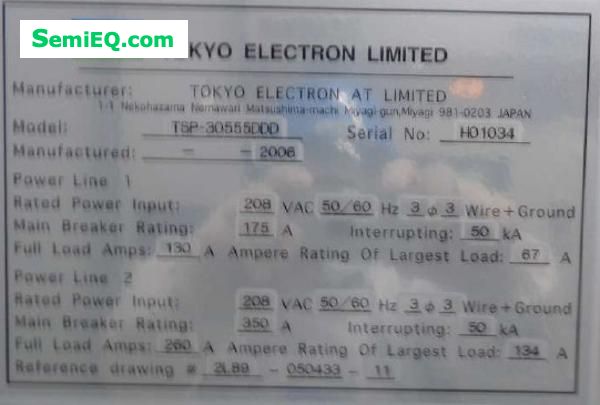 SemiEQ.com
KYO ELECTRON LIMITED
Manufacturer: TOKYO ELECTRON AT LIMITED
1-1 Nekohazama Nemawari Matsushima-machi Miyagi-gun,Miyagi 981-0203 JAPAN
Model: TSP-30555DDD Serial No: H01034
Manufactured: - - 2006
Power Line 1
Rated Power Input: 208 VAC 50/60 Hz 3 φ 3 Wire+Ground
Main Breaker Rating: 175 A Interrupting: 50 kA
Full Load Amps: 130 A Ampere Rating Of Largest Load: 67 A
Power Line 2
Rated Power Input: 208 VAC 50/60 Hz 3 φ 3 Wire+Ground
Main Breaker Rating: 350 A Interrupting: 50 kA
Full Load Amps: 260 A Ampere Rating Of Largest Load: 134 A
Reference drawing # 2L89 - 050433 - 11